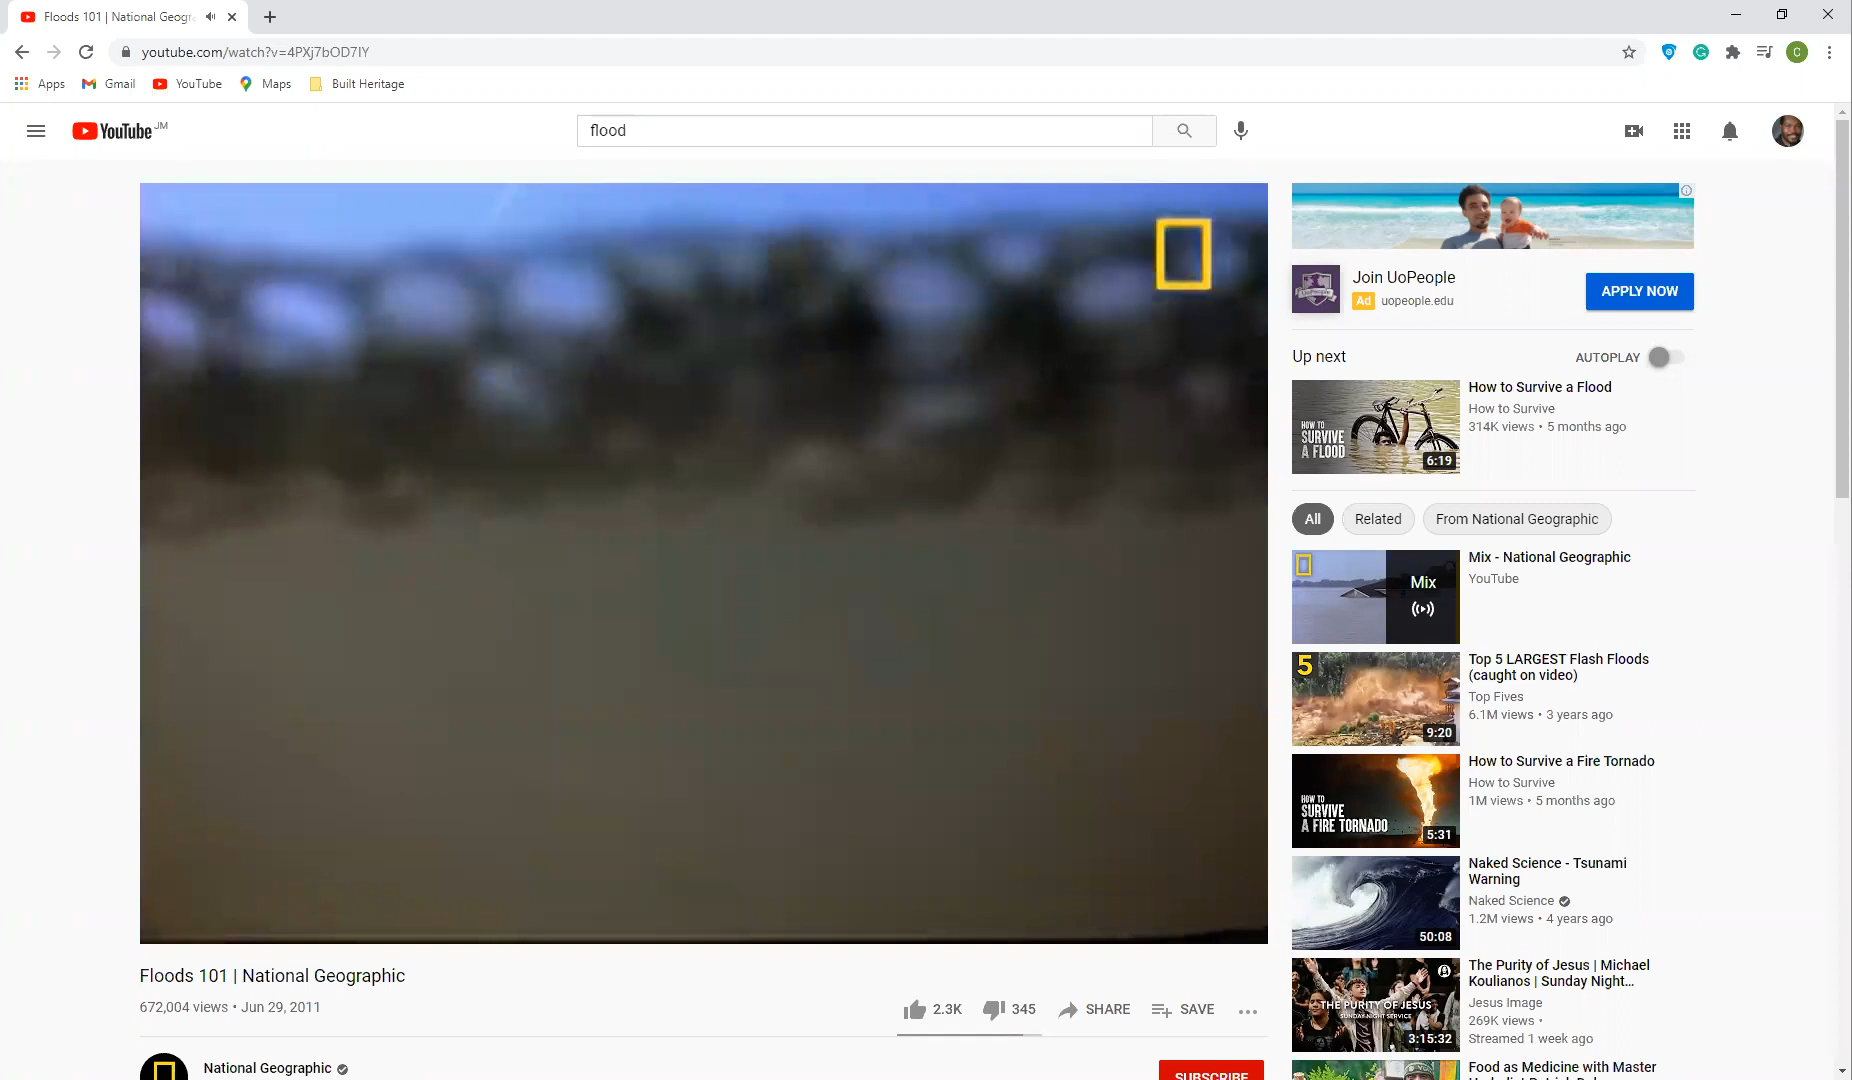 Floods 101 | National Geogr
youtube.com/watch?v=4PXj7bOD7IY
C
Apps
Gmail
YouTube
Maps
Built Heritage
YouTube JM
flood
Join UoPeople
Ad uopeople.edu
APPLY NOW
Up next
AUTOPLAY
HOW TO
SURVIVE
A FLOOD
6:19
How to Survive a Flood
How to Survive
314K views • 5 months ago
All
Related
From National Geographic
Mix
Mix - National Geographic
YouTube
5
9:20
Top 5 LARGEST Flash Floods
(caught on video)
Top Fives
6.1M views • 3 years ago
HOW TO
SURVIVE
A FIRE TORNADO
5:31
How to Survive a Fire Tornado
How to Survive
1M views • 5 months ago
50:08
Naked Science - Tsunami
Warning
Naked Science
1.2M views • 4 years ago
THE PURITY OF JESUS
SUNDAY NIGHT SERVICE
3:15:32
The Purity of Jesus | Michael
Koulianos | Sunday Night...
Jesus Image
269K views •
Streamed 1 week ago
Food as Medicine with Master
Floods 101 | National Geographic
672,004 views • Jun 29, 2011
2.3K
345
SHARE
SAVE
National Geographic
SUBSCRIBE